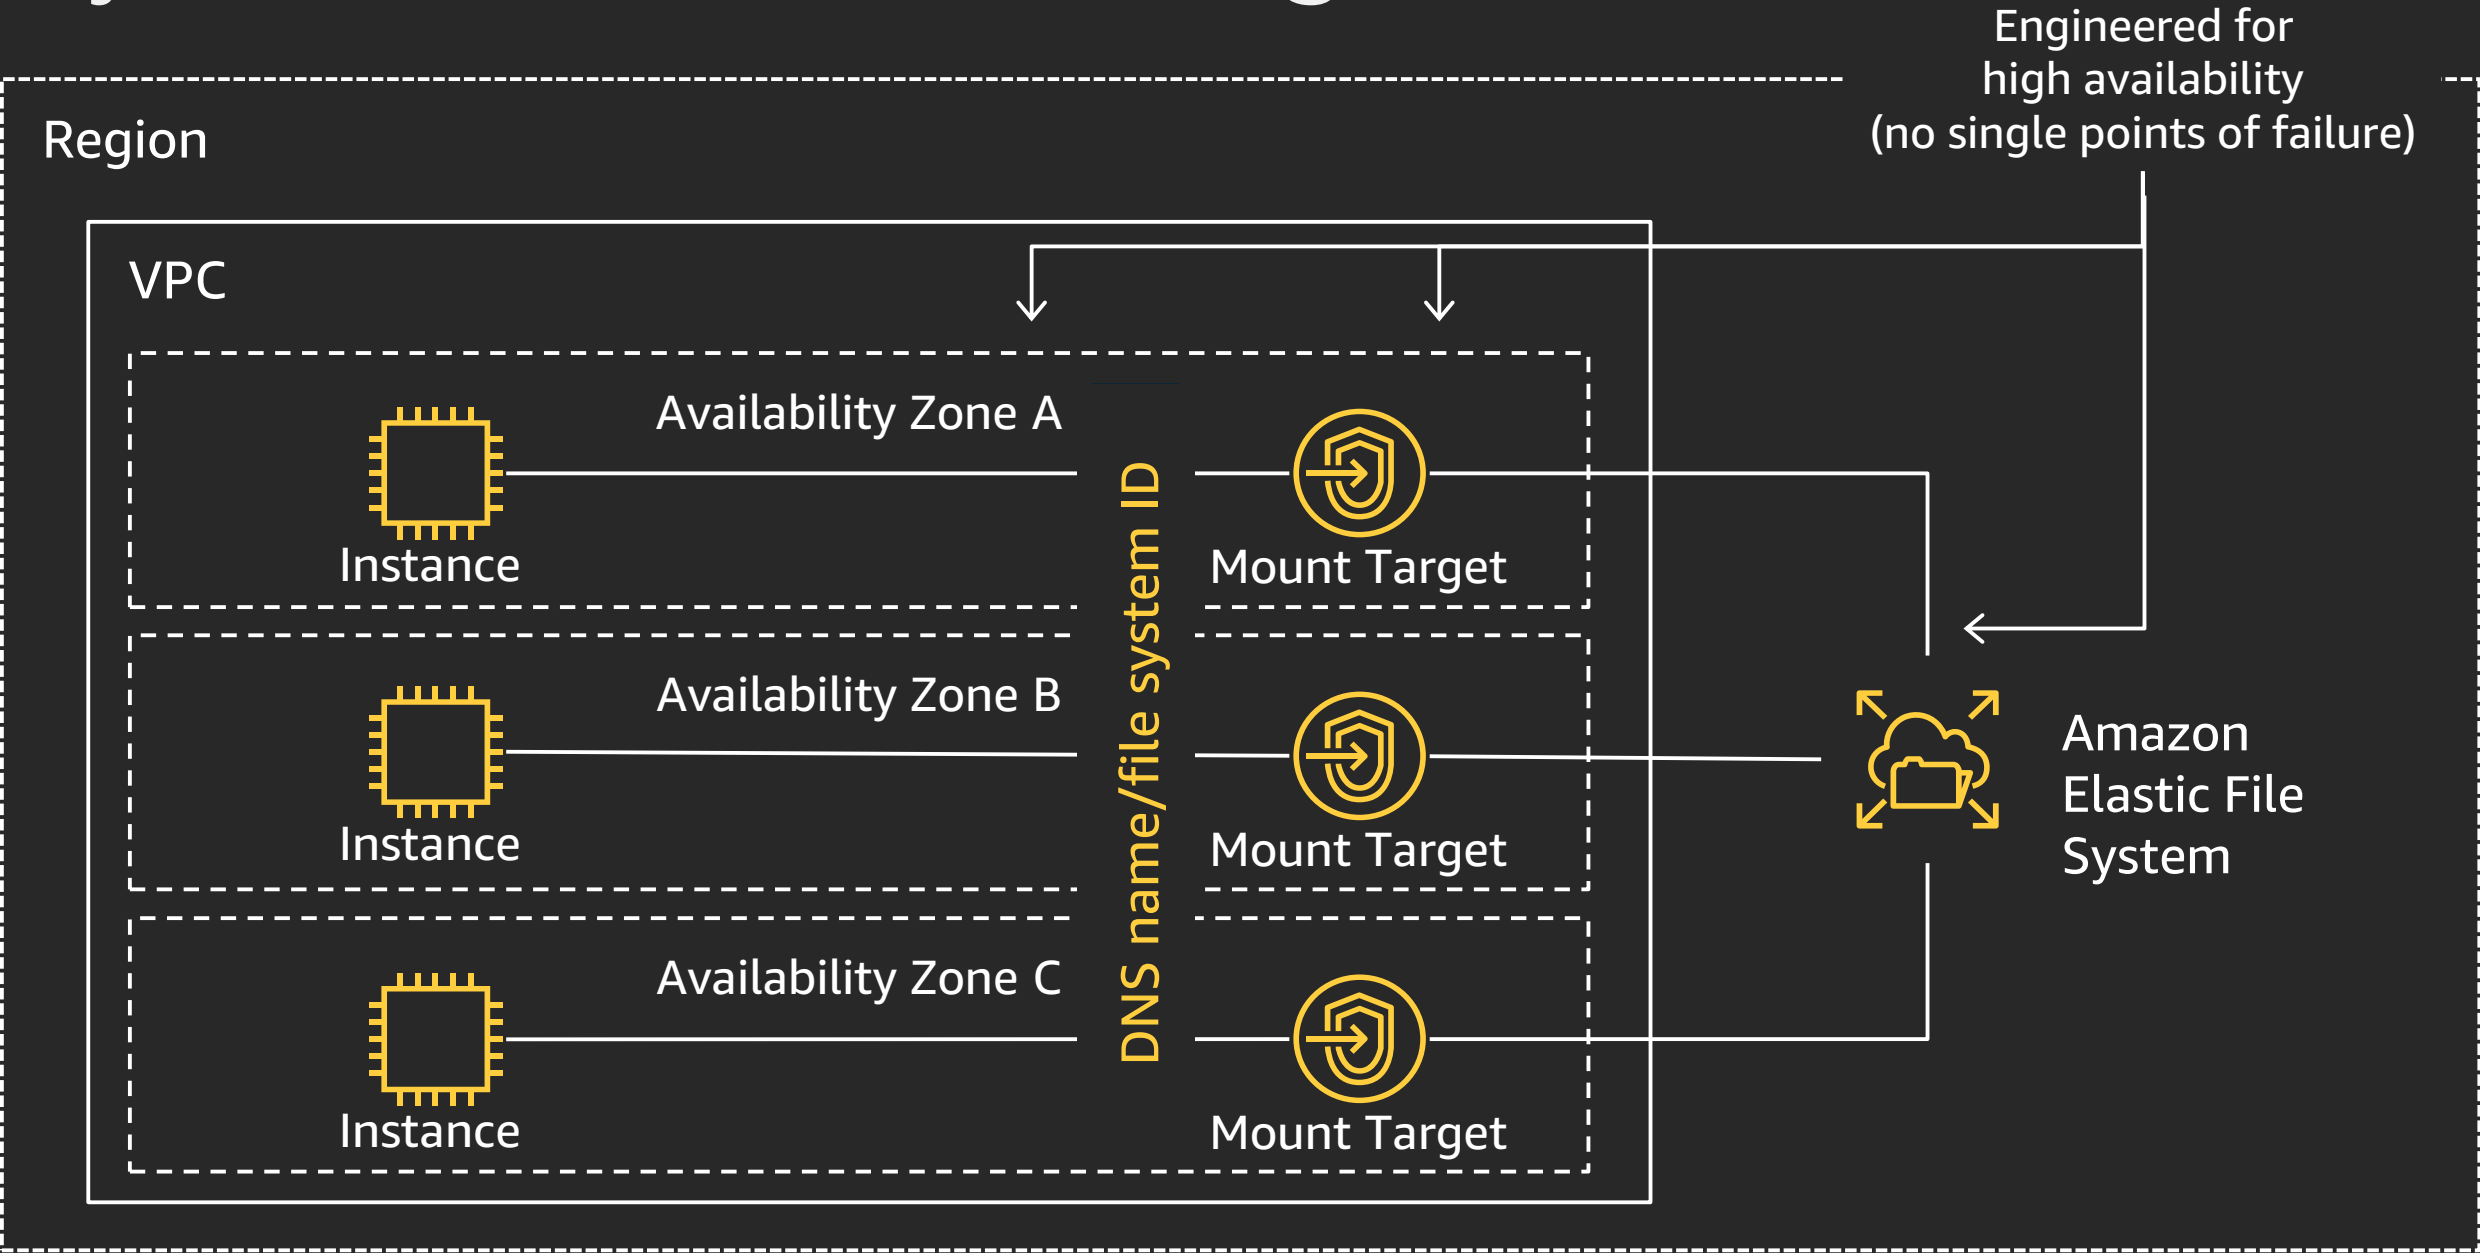 Engineered for
high availability
(no single points of failure)
Region
VPC
Availability Zone A
Instance
Mount Target
Availability Zone B
Instance
Mount Target
Availability Zone C
Instance
Mount Target
DNS name/file system ID
Amazon
Elastic File
System